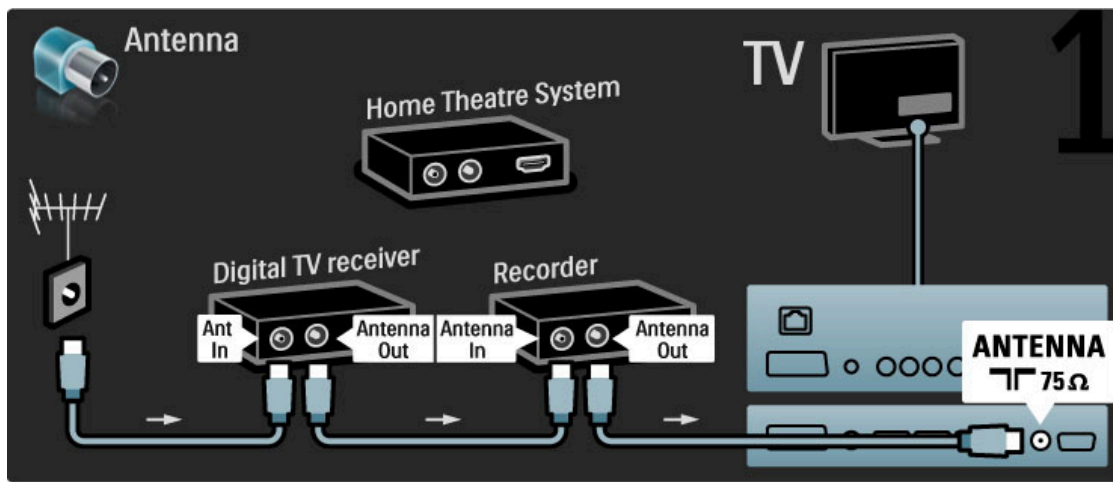 Antenna
TV
1
Home Theatre System
Digital TV receiver
Recorder
Ant
In
Antenna
Out
Antenna
In
Antenna
Out
ANTENNA
75Ω